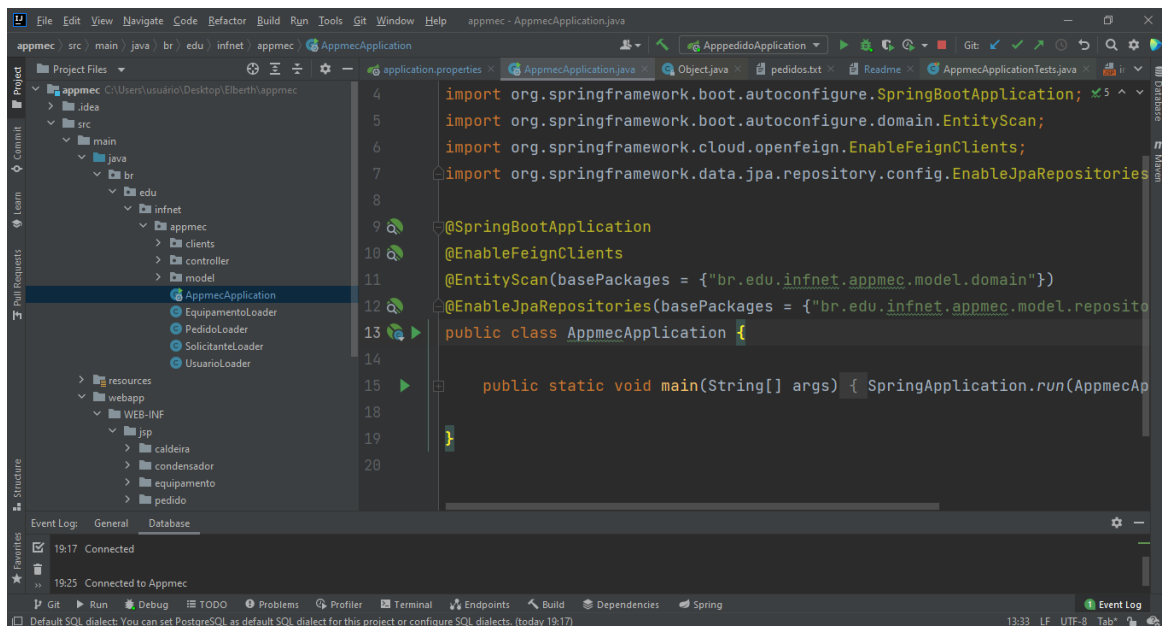 File Edit View Navigate Code Refactor Build Run Tools Git Window Help appmec - AppmecApplication.java
appmec src main java br edu infnet appmec AppmecApplication ApppedidoApplication Git:
Project Files
application.properties AppmecApplication.java Object.java pedidos.txt Readme AppmecApplicationTests.java
Project
Commit
Learn
Pull Requests
Structure
Favorites
Database
Maven
appmec C:\Users\usuário\Desktop\Elberth\appmec
.idea
src
main
java
br
edu
infnet
appmec
clients
controller
model
AppmecApplication
EquipamentoLoader
PedidoLoader
SolicitanteLoader
UsuarioLoader
resources
webapp
WEB-INF
jsp
caldeira
condensador
equipamento
pedido
4 import org.springframework.boot.autoconfigure.SpringBootApplication; 5
5 import org.springframework.boot.autoconfigure.domain.EntityScan;
6 import org.springframework.cloud.openfeign.EnableFeignClients;
7 import org.springframework.data.jpa.repository.config.EnableJpaRepositories
8
9 @SpringBootApplication
10 @EnableFeignClients
11 @EntityScan(basePackages = {"br.edu.infnet.appmec.model.domain"})
12 @EnableJpaRepositories(basePackages = {"br.edu.infnet.appmec.model.reposito
13 public class AppmecApplication {
14
15 public static void main(String[] args) { SpringApplication.run(AppmecAp
18
19 }
20
Event Log: General Database
19:17 Connected
19:25 Connected to Appmec
Git Run Debug TODO Problems Profiler Terminal Endpoints Build Dependencies Spring 1 Event Log
Default SQL dialect: You can set PostgreSQL as default SQL dialect for this project or configure SQL dialects. (today 19:17) 13:33 LF UTF-8 Tab*